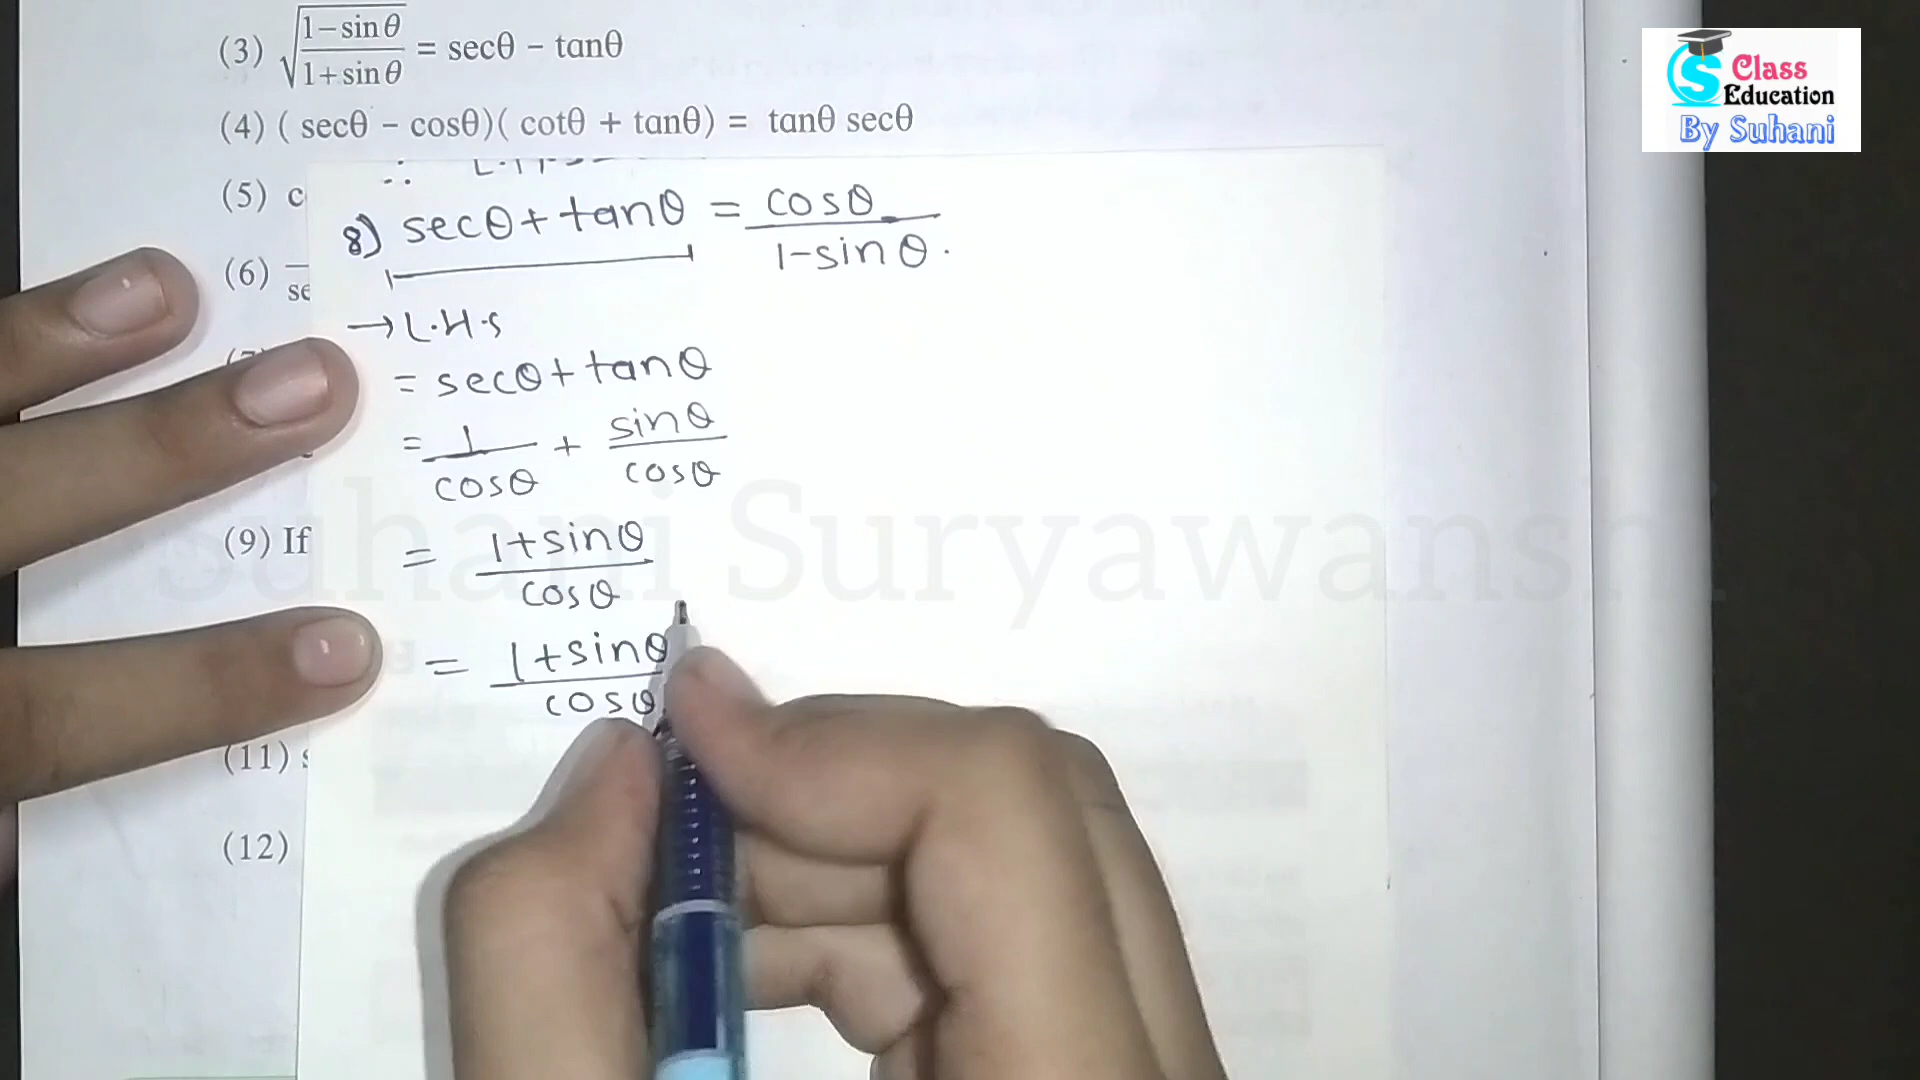 (3) √(1−sinθ / 1+sinθ) = secθ − tanθ
(4) ( secθ − cosθ)( cotθ + tanθ) = tanθ secθ
(5) c
(6)
se
8) secθ + tanθ = cosθ / 1−sinθ.
→ L.H.S
= secθ + tanθ
= 1/cosθ + sinθ/cosθ
(9) If
= 1+sinθ / cosθ
= 1+sinθ / cosθ
(11) s
(12)
S Class
Education
By Suhani
Suhani Suryawanshi